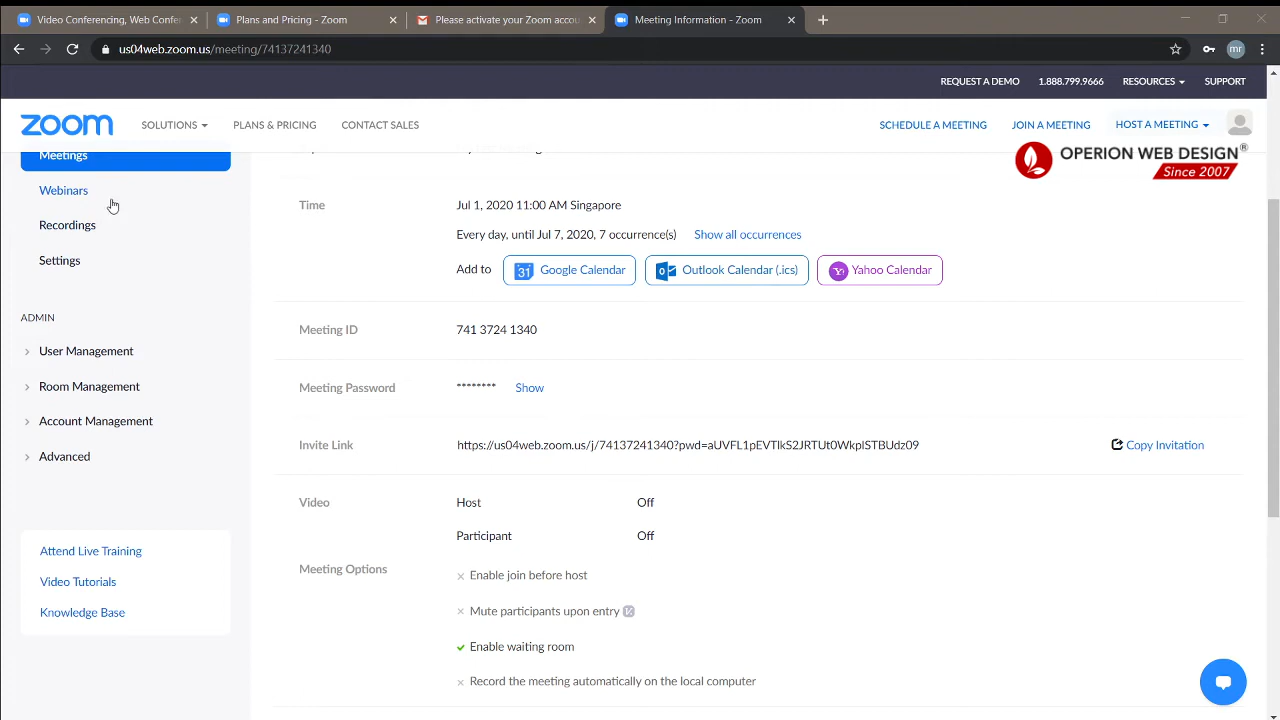 Video Conferencing, Web Confe
Plans and Pricing - Zoom
Please activate your Zoom accou
Meeting Information - Zoom
us04web.zoom.us/meeting/74137241340
mr
REQUEST A DEMO 1.888.799.9666 RESOURCES SUPPORT
zoom SOLUTIONS PLANS & PRICING CONTACT SALES SCHEDULE A MEETING JOIN A MEETING HOST A MEETING
OPERION WEB DESIGN®
Since 2007
Meetings
Webinars
Recordings
Settings
ADMIN
User Management
Room Management
Account Management
Advanced
Attend Live Training
Video Tutorials
Knowledge Base
Time Jul 1, 2020 11:00 AM Singapore
Every day, until Jul 7, 2020, 7 occurrence(s) Show all occurrences
Add to 31 Google Calendar Outlook Calendar (.ics) Yahoo Calendar
Meeting ID 741 3724 1340
Meeting Password ******** Show
Invite Link https://us04web.zoom.us/j/74137241340?pwd=aUVFL1pEVTlkS2JRTUt0WkplSTBUdz09 Copy Invitation
Video Host Off
Participant Off
Meeting Options Enable join before host
Mute participants upon entry
Enable waiting room
Record the meeting automatically on the local computer